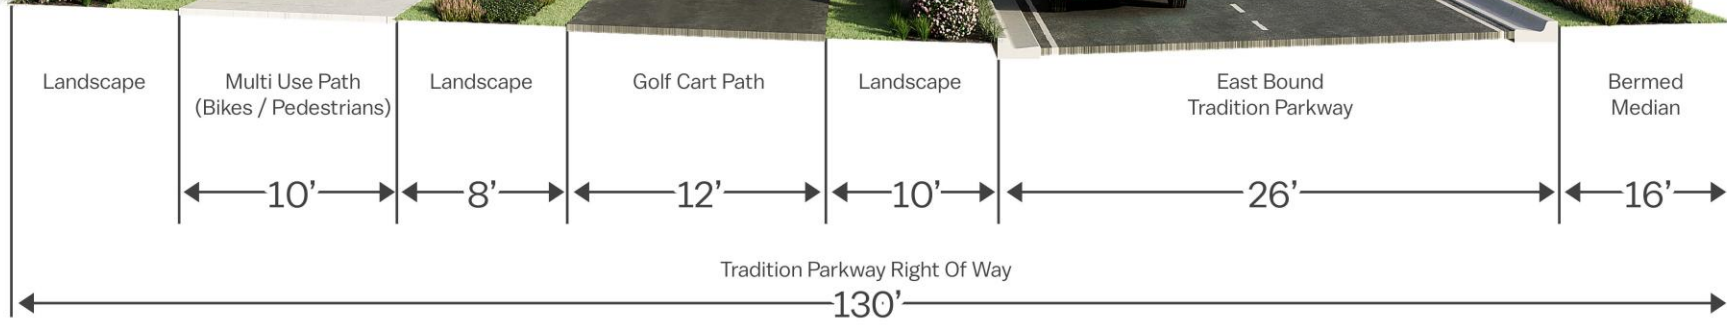 Landscape
Multi Use Path
(Bikes / Pedestrians)
Landscape
Golf Cart Path
Landscape
East Bound
Tradition Parkway
Bermed
Median
10’
8’
12’
10’
26’
16’
Tradition Parkway Right Of Way
130’